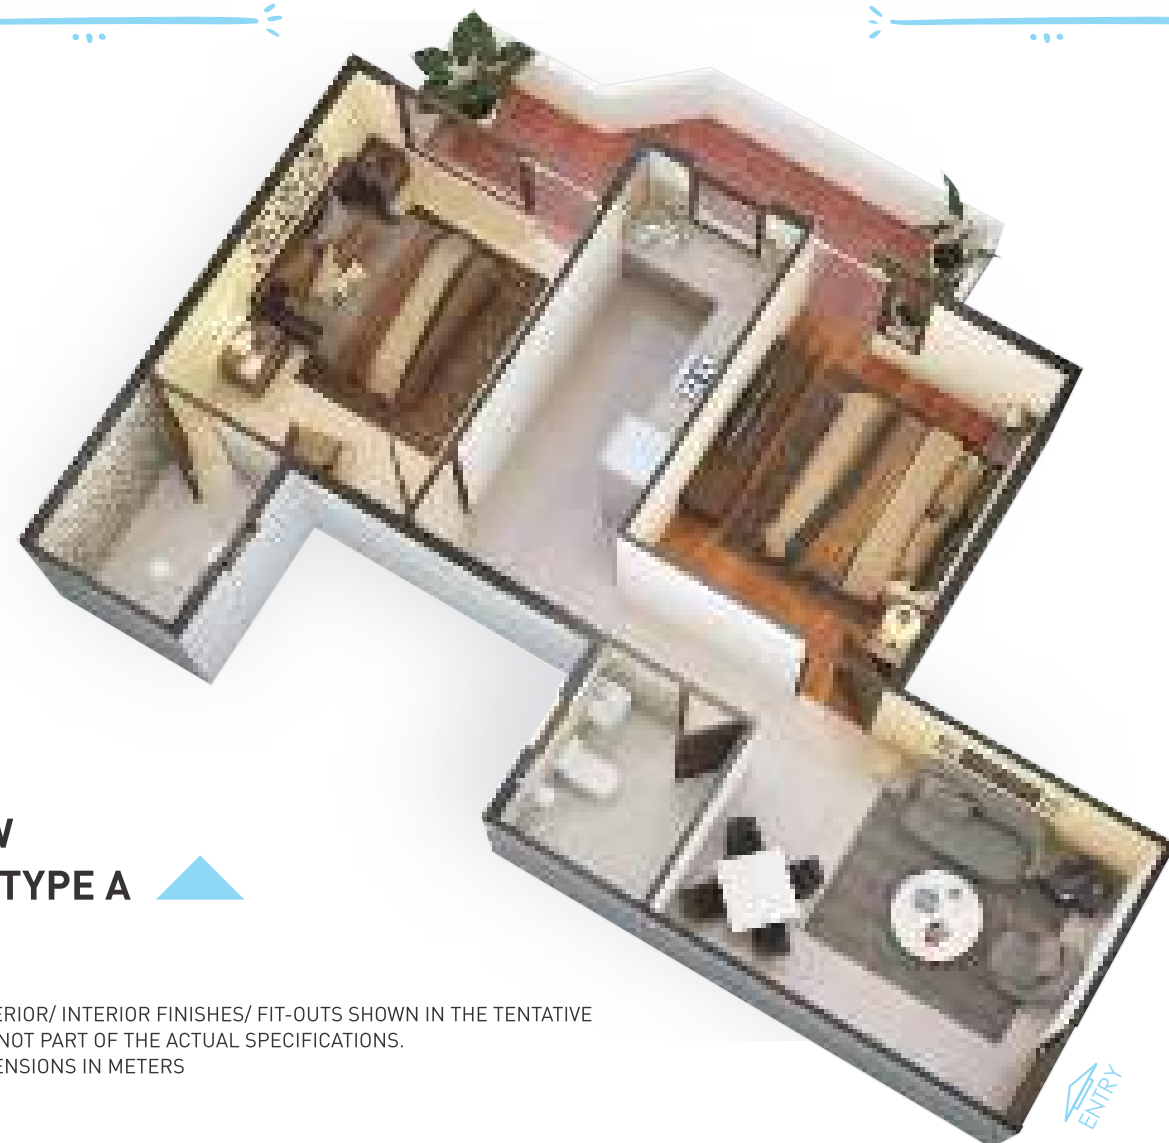 W
TYPE A
ERIOR/ INTERIOR FINISHES/ FIT-OUTS SHOWN IN THE TENTATIVE
NOT PART OF THE ACTUAL SPECIFICATIONS.
ENSIONS IN METERS
ENTRY